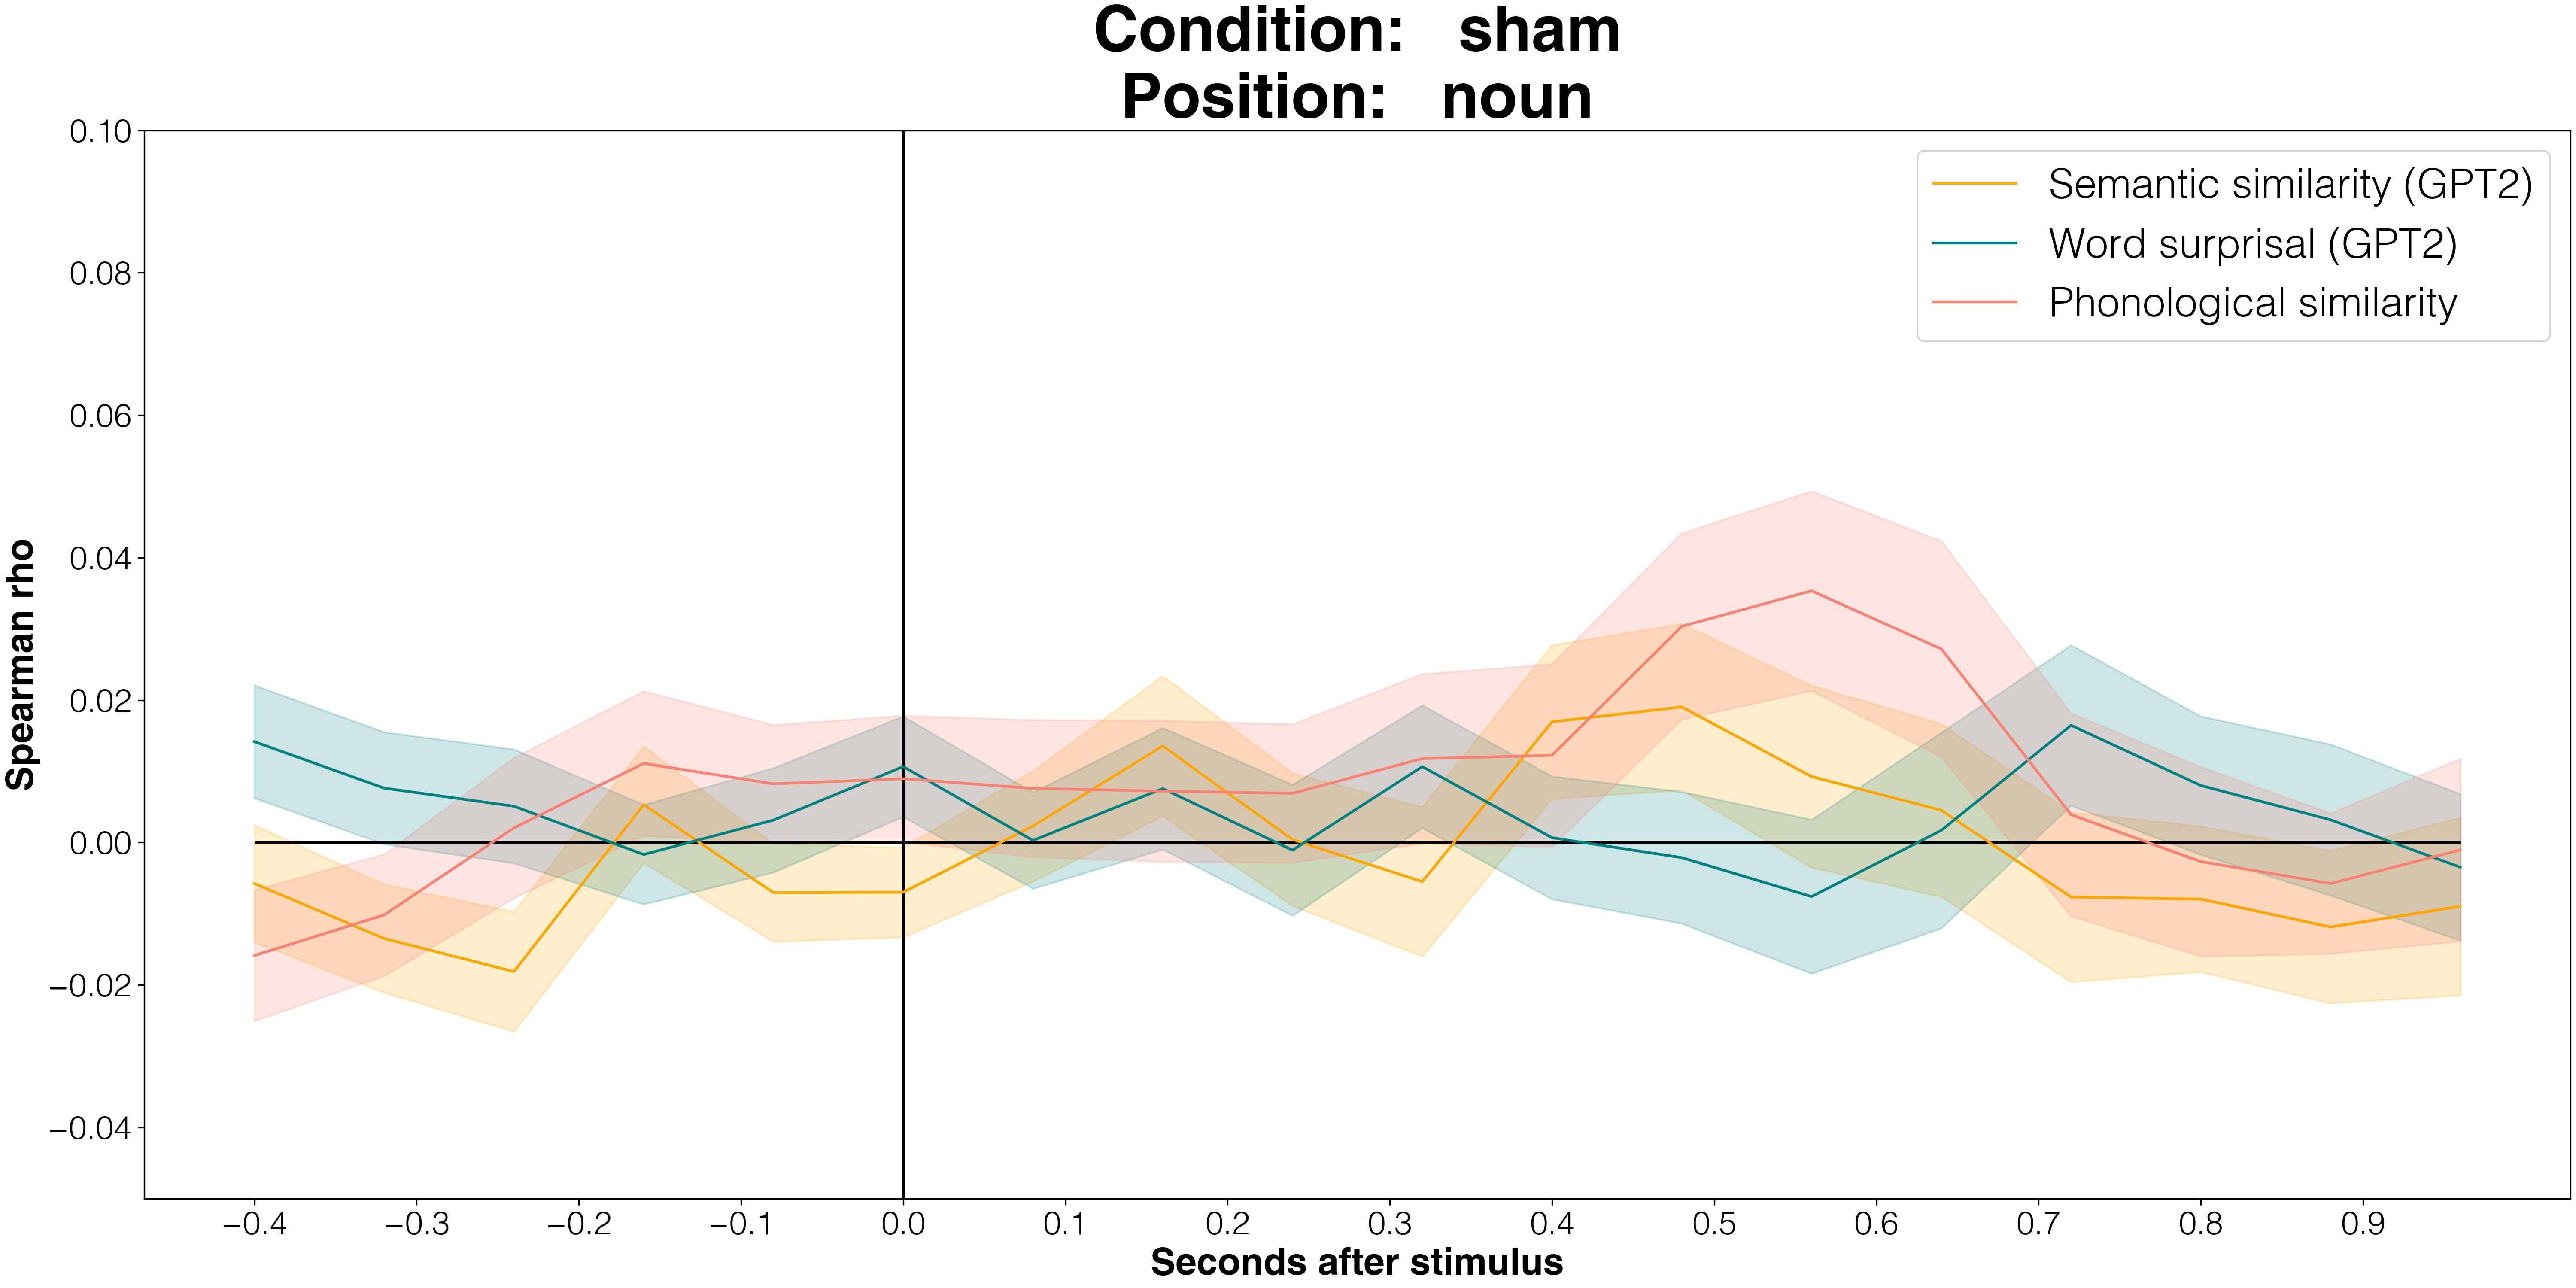 Condition: sham
Position: noun
0.10
0.08
0.06
0.04
0.02
0.00
−0.02
−0.04
Spearman rho
Semantic similarity (GPT2)
Word surprisal (GPT2)
Phonological similarity
−0.4 −0.3 −0.2 −0.1 0.0 0.1 0.2 0.3 0.4 0.5 0.6 0.7 0.8 0.9
Seconds after stimulus